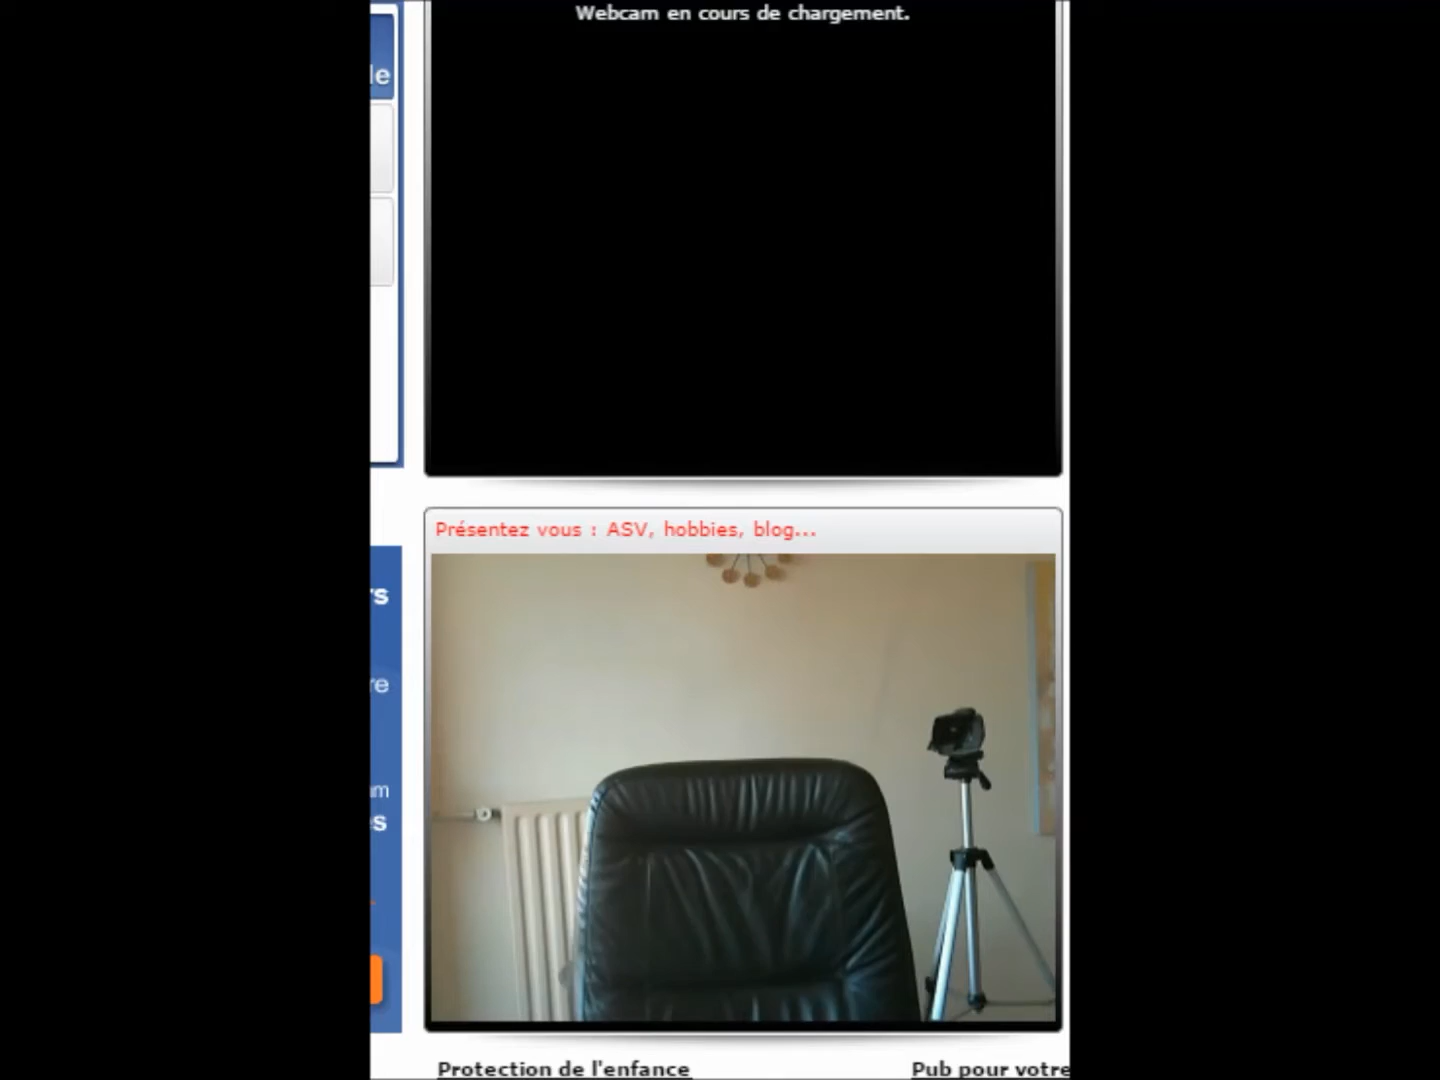 Webcam en cours de chargement.
Présentez vous : ASV, hobbies, blog...
Protection de l'enfance
Pub pour votre